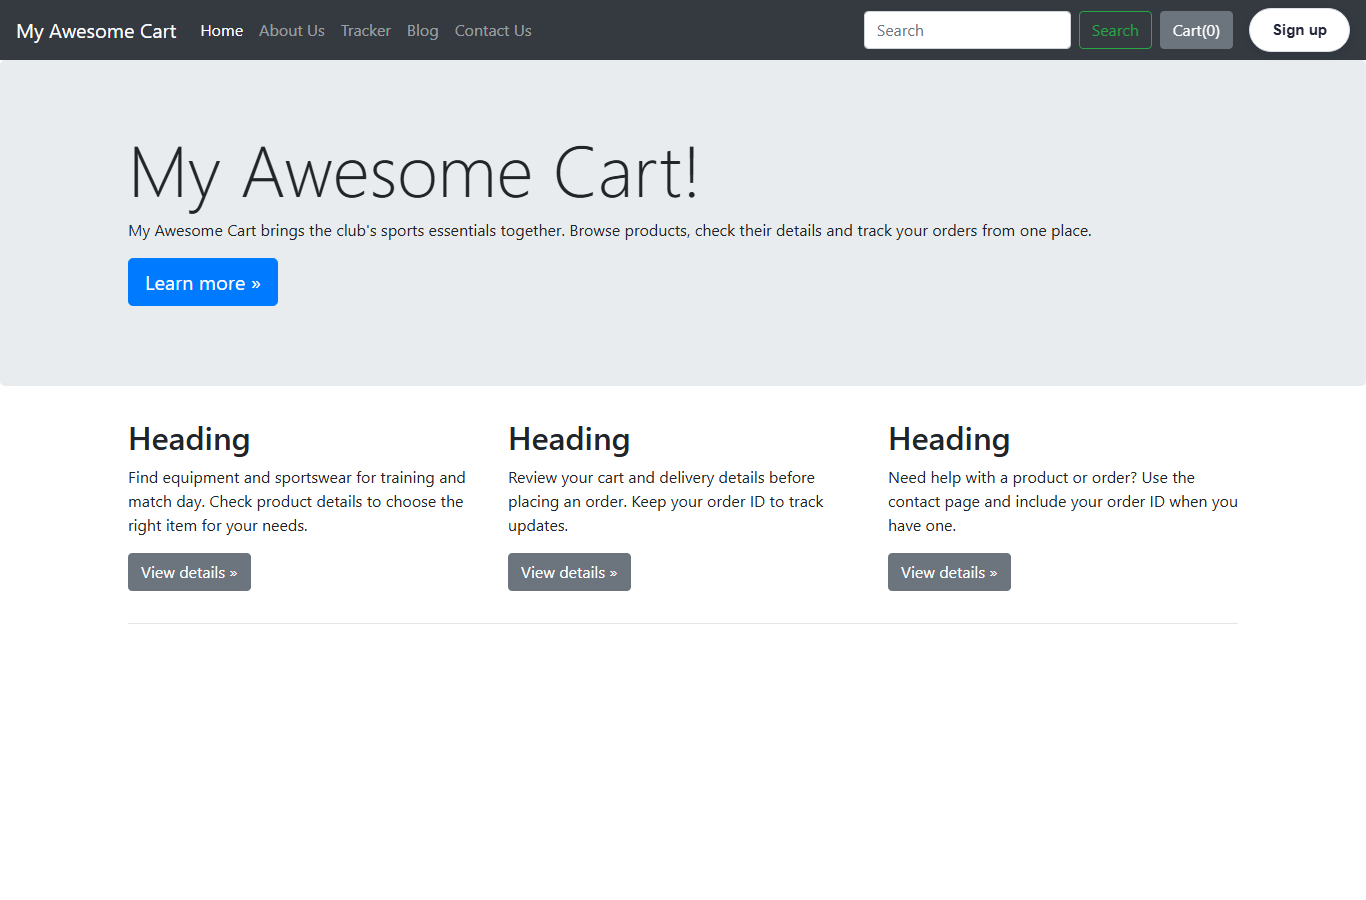 My Awesome Cart Home About Us Tracker Blog Contact Us Search Search Cart(0) Sign up
My Awesome Cart!
My Awesome Cart brings the club's sports essentials together. Browse products, check their details and track your orders from one place.
Learn more »
Heading
Find equipment and sportswear for training and
match day. Check product details to choose the
right item for your needs.
View details »
Heading
Review your cart and delivery details before
placing an order. Keep your order ID to track
updates.
View details »
Heading
Need help with a product or order? Use the
contact page and include your order ID when you
have one.
View details »